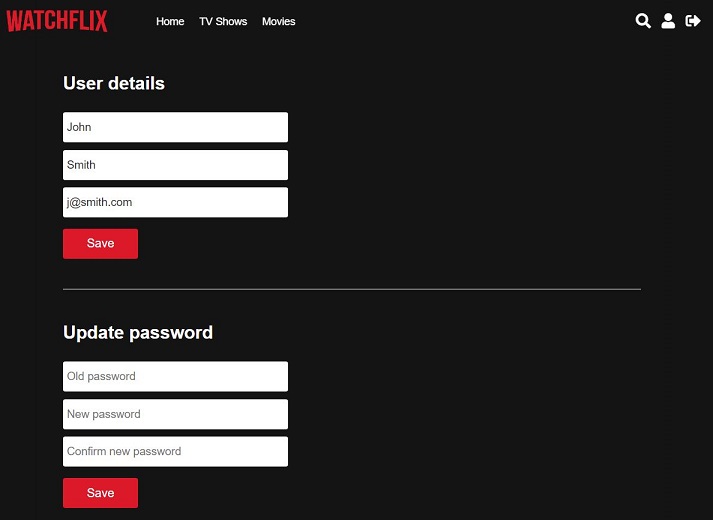 WATCHFLIX Home TV Shows Movies
User details
John
Smith
j@smith.com
Save
Update password
Old password
New password
Confirm new password
Save